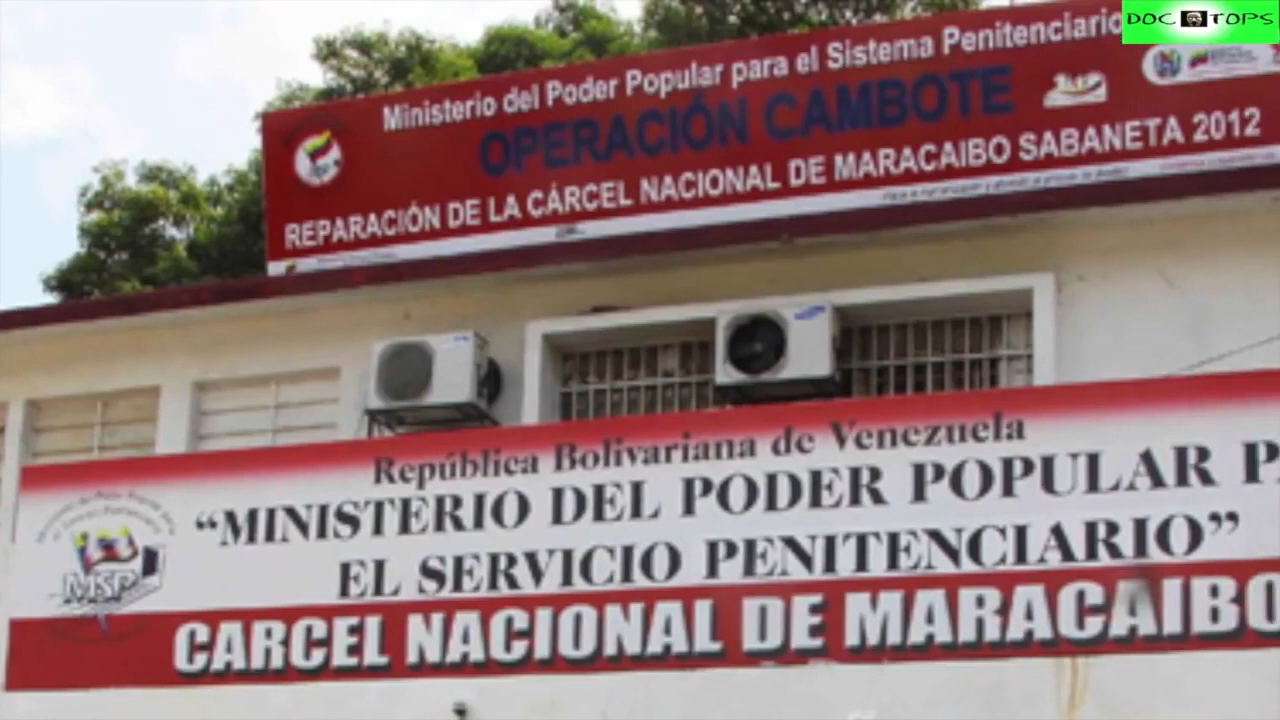 DOC TOPS
Ministerio del Poder Popular para el Sistema Penitenciario
OPERACIÓN CAMBOTE
REPARACIÓN DE LA CÁRCEL NACIONAL DE MARACAIBO SABANETA 2012
República Bolivariana de Venezuela
“MINISTERIO DEL PODER POPULAR P
EL SERVICIO PENITENCIARIO”
MSP
CARCEL NACIONAL DE MARACAIBO